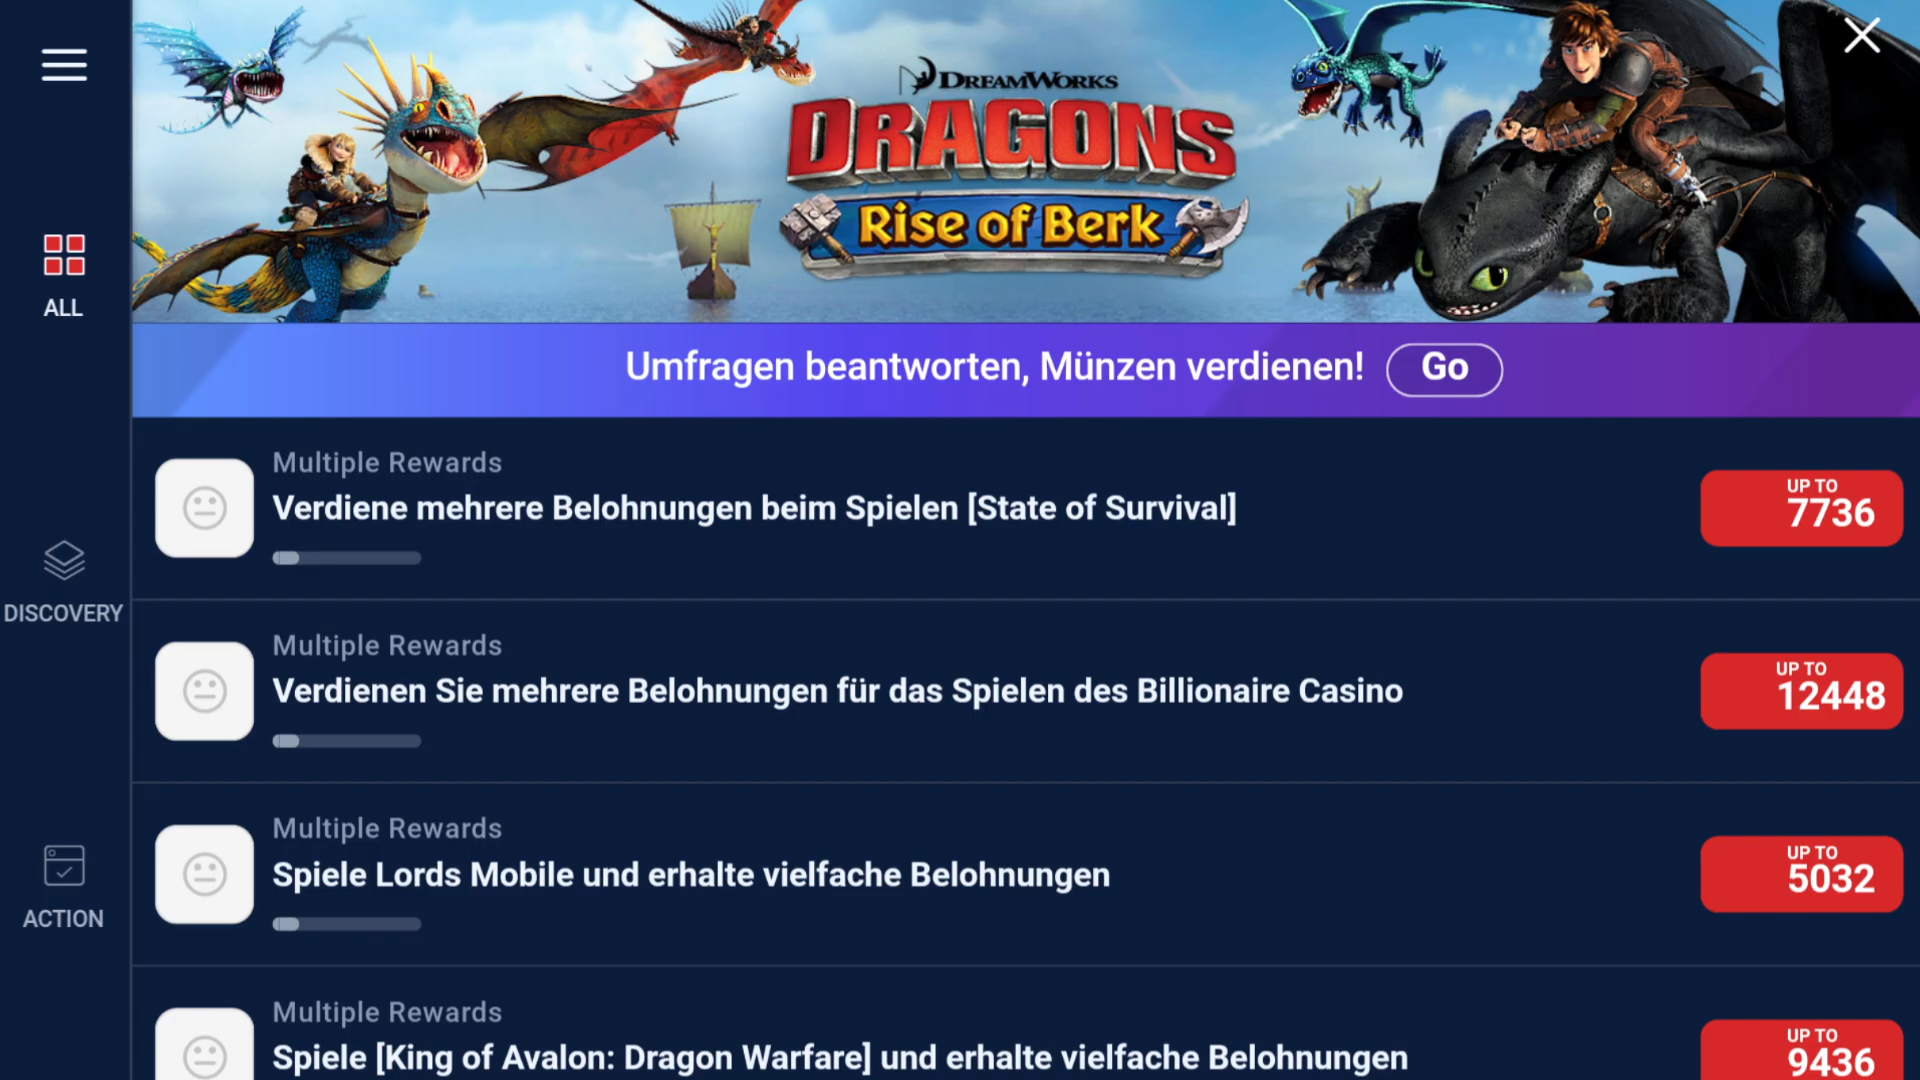 DREAMWORKS
DRAGONS
Rise of Berk
ALL
Umfragen beantworten, Münzen verdienen! Go
Multiple Rewards
Verdiene mehrere Belohnungen beim Spielen [State of Survival]
UP TO
7736
DISCOVERY
Multiple Rewards
Verdienen Sie mehrere Belohnungen für das Spielen des Billionaire Casino
UP TO
12448
Multiple Rewards
Spiele Lords Mobile und erhalte vielfache Belohnungen
UP TO
5032
ACTION
Multiple Rewards
Spiele [King of Avalon: Dragon Warfare] und erhalte vielfache Belohnungen
UP TO
9436